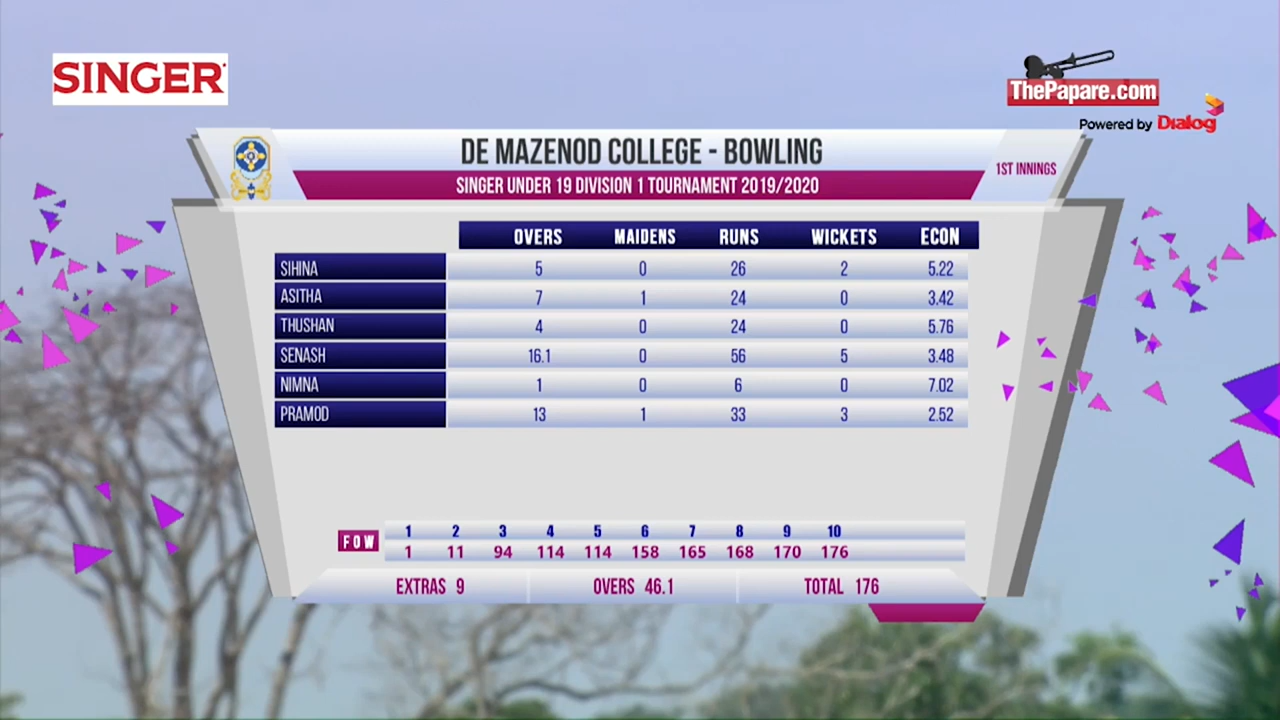 SINGER
ThePapare.com
Powered by Dialog
DE MAZENOD COLLEGE - BOWLING
SINGER UNDER 19 DIVISION 1 TOURNAMENT 2019/2020
1ST INNINGS
OVERS MAIDENS RUNS WICKETS ECON
SIHINA 5 0 26 2 5.22
ASITHA 7 1 24 0 3.42
THUSHAN 4 0 24 0 5.76
SENASH 16.1 0 56 5 3.48
NIMNA 1 0 6 0 7.02
PRAMOD 13 1 33 3 2.52
FOW 1 2 3 4 5 6 7 8 9 10
1 11 94 114 114 158 165 168 170 176
EXTRAS 9 OVERS 46.1 TOTAL 176